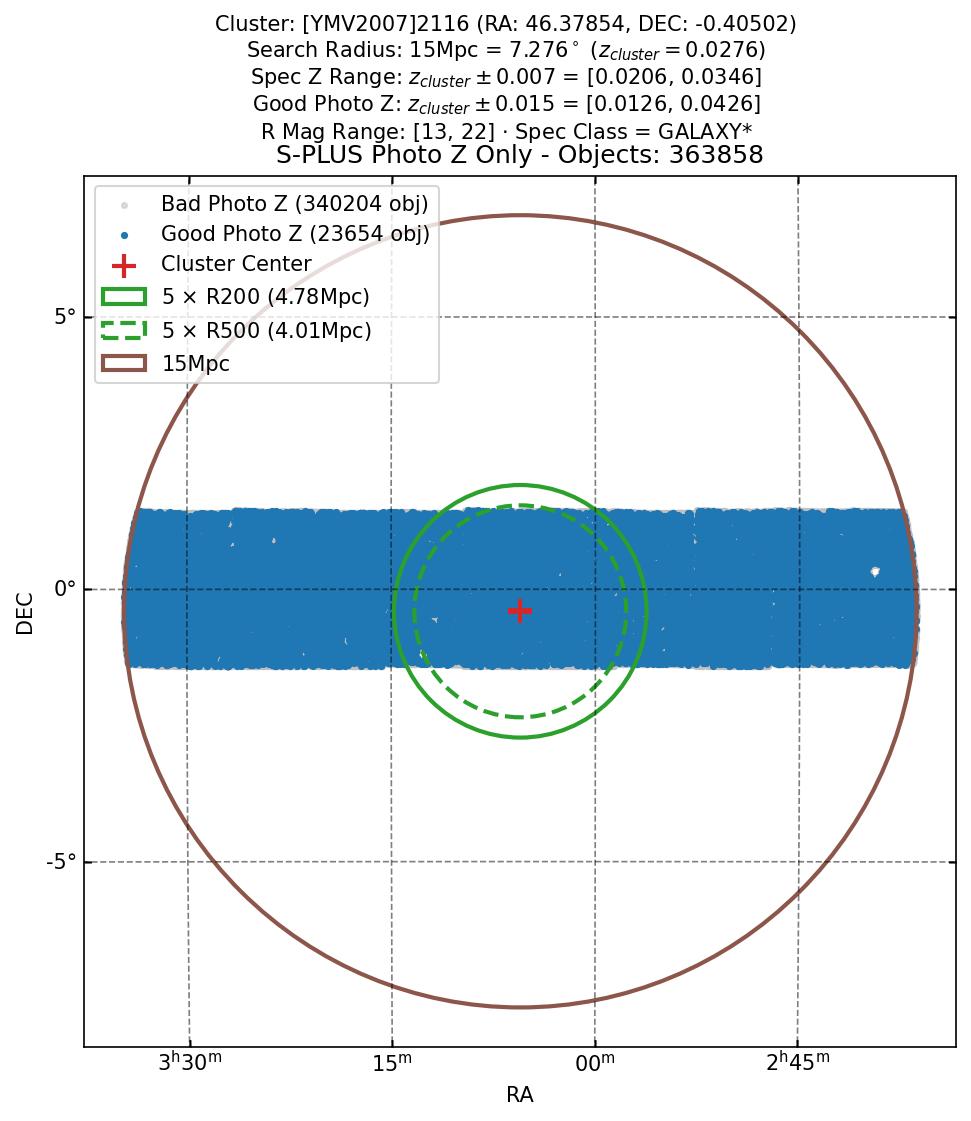 Cluster: [YMV2007]2116 (RA: 46.37854, DEC: -0.40502)
Search Radius: 15Mpc = 7.276° (z_cluster = 0.0276)
Spec Z Range: z_cluster ± 0.007 = [0.0206, 0.0346]
Good Photo Z: z_cluster ± 0.015 = [0.0126, 0.0426]
R Mag Range: [13, 22] · Spec Class = GALAXY*
S-PLUS Photo Z Only - Objects: 363858
Bad Photo Z (340204 obj)
Good Photo Z (23654 obj)
Cluster Center
5 × R200 (4.78Mpc)
5 × R500 (4.01Mpc)
15Mpc
5°
0°
-5°
DEC
3ʰ30ᵐ
15ᵐ
00ᵐ
2ʰ45ᵐ
RA